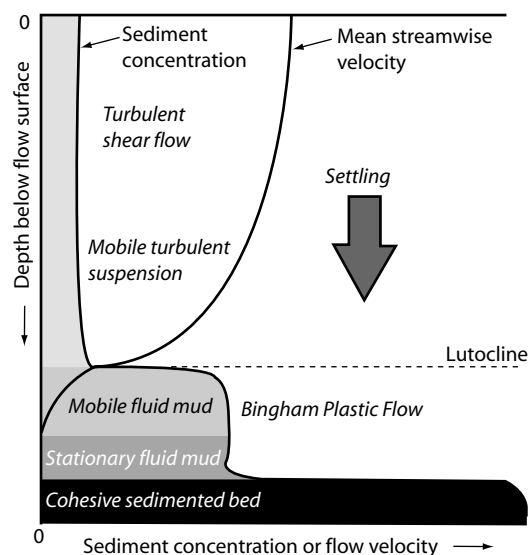 0
Sediment
concentration
Mean streamwise
velocity
Turbulent
shear flow
Settling
Mobile turbulent
suspension
Depth below flow surface
Lutocline
Mobile fluid mud
Bingham Plastic Flow
Stationary fluid mud
Cohesive sedimented bed
0
Sediment concentration or flow velocity